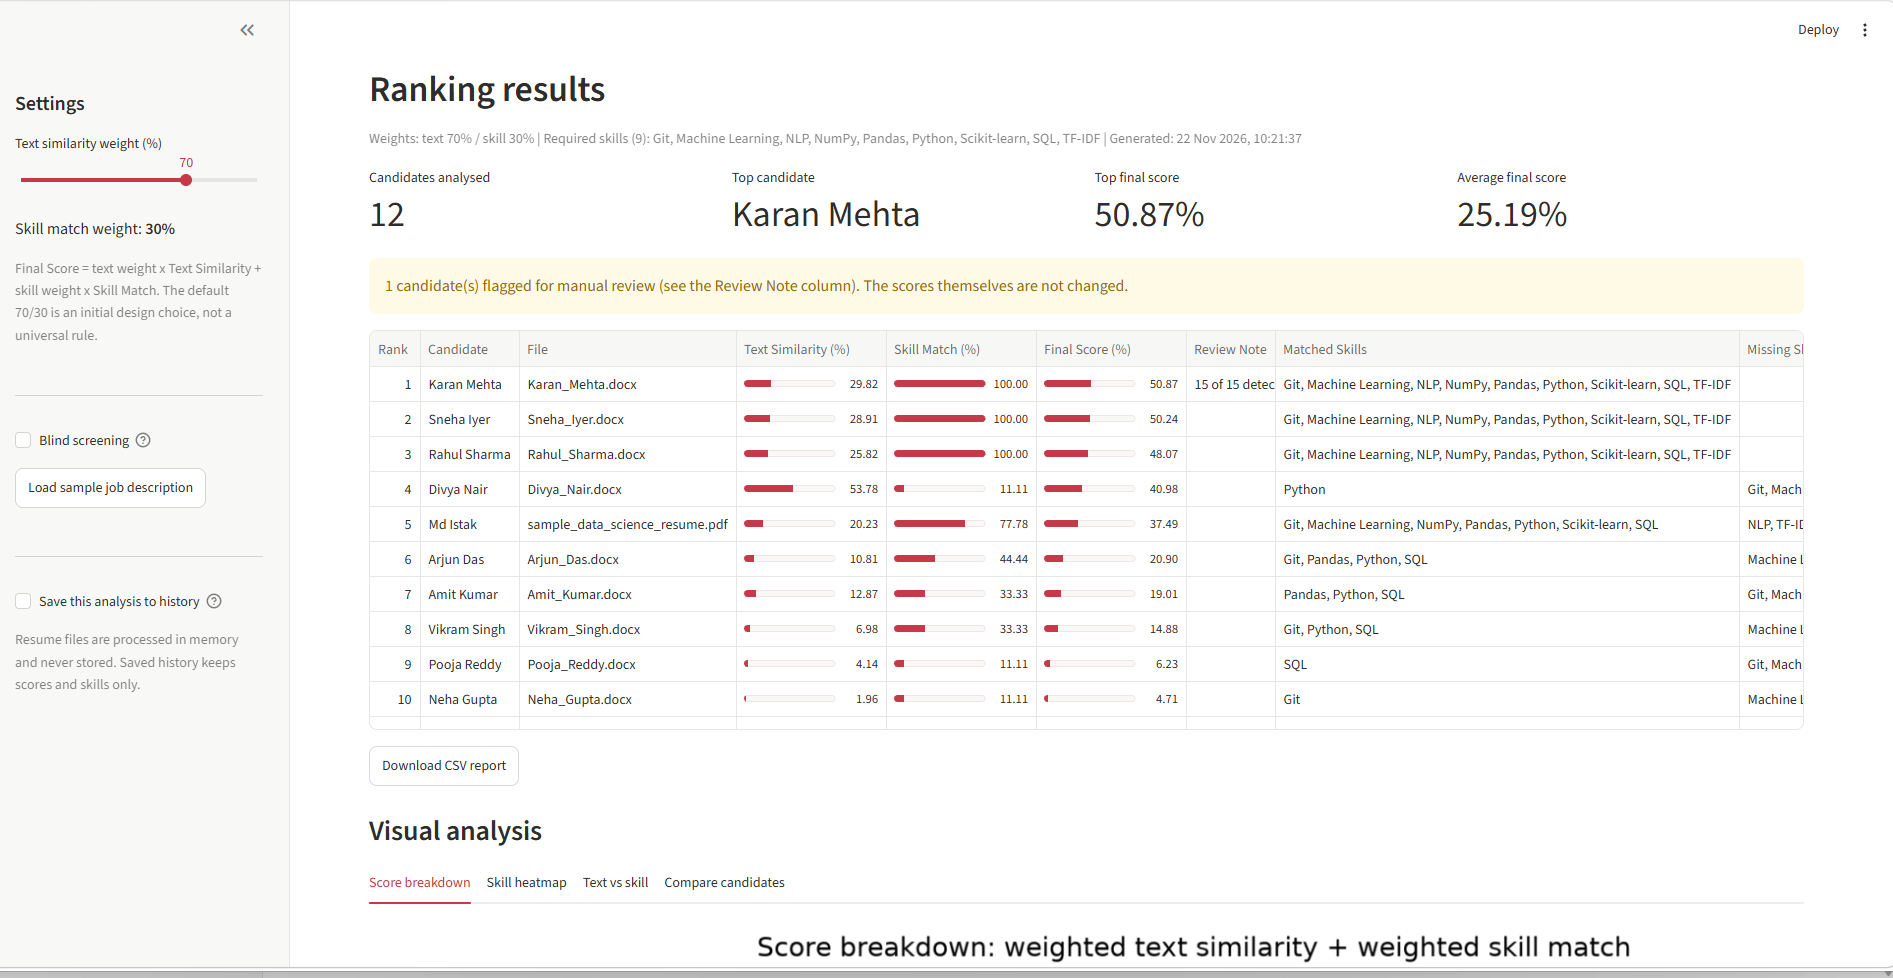 Deploy
Settings
Text similarity weight (%)
70
Skill match weight: 30%
Final Score = text weight x Text Similarity +
skill weight x Skill Match. The default
70/30 is an initial design choice, not a
universal rule.
Blind screening
Load sample job description
Save this analysis to history
Resume files are processed in memory
and never stored. Saved history keeps
scores and skills only.
Ranking results
Weights: text 70% / skill 30% | Required skills (9): Git, Machine Learning, NLP, NumPy, Pandas, Python, Scikit-learn, SQL, TF-IDF | Generated: 22 Nov 2026, 10:21:37
Candidates analysed Top candidate Top final score Average final score
12 Karan Mehta 50.87% 25.19%
1 candidate(s) flagged for manual review (see the Review Note column). The scores themselves are not changed.
Rank Candidate File Text Similarity (%) Skill Match (%) Final Score (%) Review Note Matched Skills Missing S
1 Karan Mehta Karan_Mehta.docx 29.82 100.00 50.87 15 of 15 detec Git, Machine Learning, NLP, NumPy, Pandas, Python, Scikit-learn, SQL, TF-IDF
2 Sneha Iyer Sneha_Iyer.docx 28.91 100.00 50.24 Git, Machine Learning, NLP, NumPy, Pandas, Python, Scikit-learn, SQL, TF-IDF
3 Rahul Sharma Rahul_Sharma.docx 25.82 100.00 48.07 Git, Machine Learning, NLP, NumPy, Pandas, Python, Scikit-learn, SQL, TF-IDF
4 Divya Nair Divya_Nair.docx 53.78 11.11 40.98 Python Git, Mach
5 Md Istak sample_data_science_resume.pdf 20.23 77.78 37.49 Git, Machine Learning, NumPy, Pandas, Python, Scikit-learn, SQL NLP, TF-ID
6 Arjun Das Arjun_Das.docx 10.81 44.44 20.90 Git, Pandas, Python, SQL Machine L
7 Amit Kumar Amit_Kumar.docx 12.87 33.33 19.01 Pandas, Python, SQL Git, Mach
8 Vikram Singh Vikram_Singh.docx 6.98 33.33 14.88 Git, Python, SQL Machine L
9 Pooja Reddy Pooja_Reddy.docx 4.14 11.11 6.23 SQL Git, Mach
10 Neha Gupta Neha_Gupta.docx 1.96 11.11 4.71 Git Machine L
Download CSV report
Visual analysis
Score breakdown Skill heatmap Text vs skill Compare candidates
Score breakdown: weighted text similarity + weighted skill match